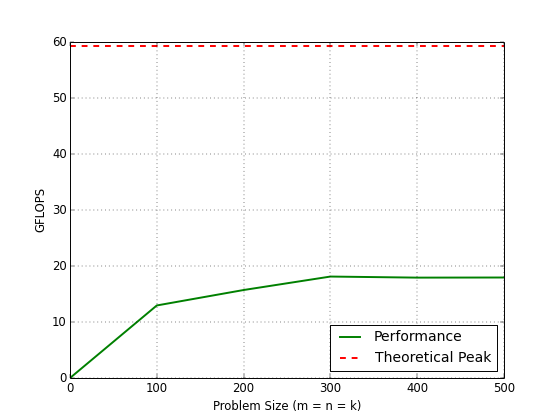 60
50
40
30
20
10
0
GFLOPS
0 100 200 300 400 500
Problem Size (m = n = k)
Performance
Theoretical Peak